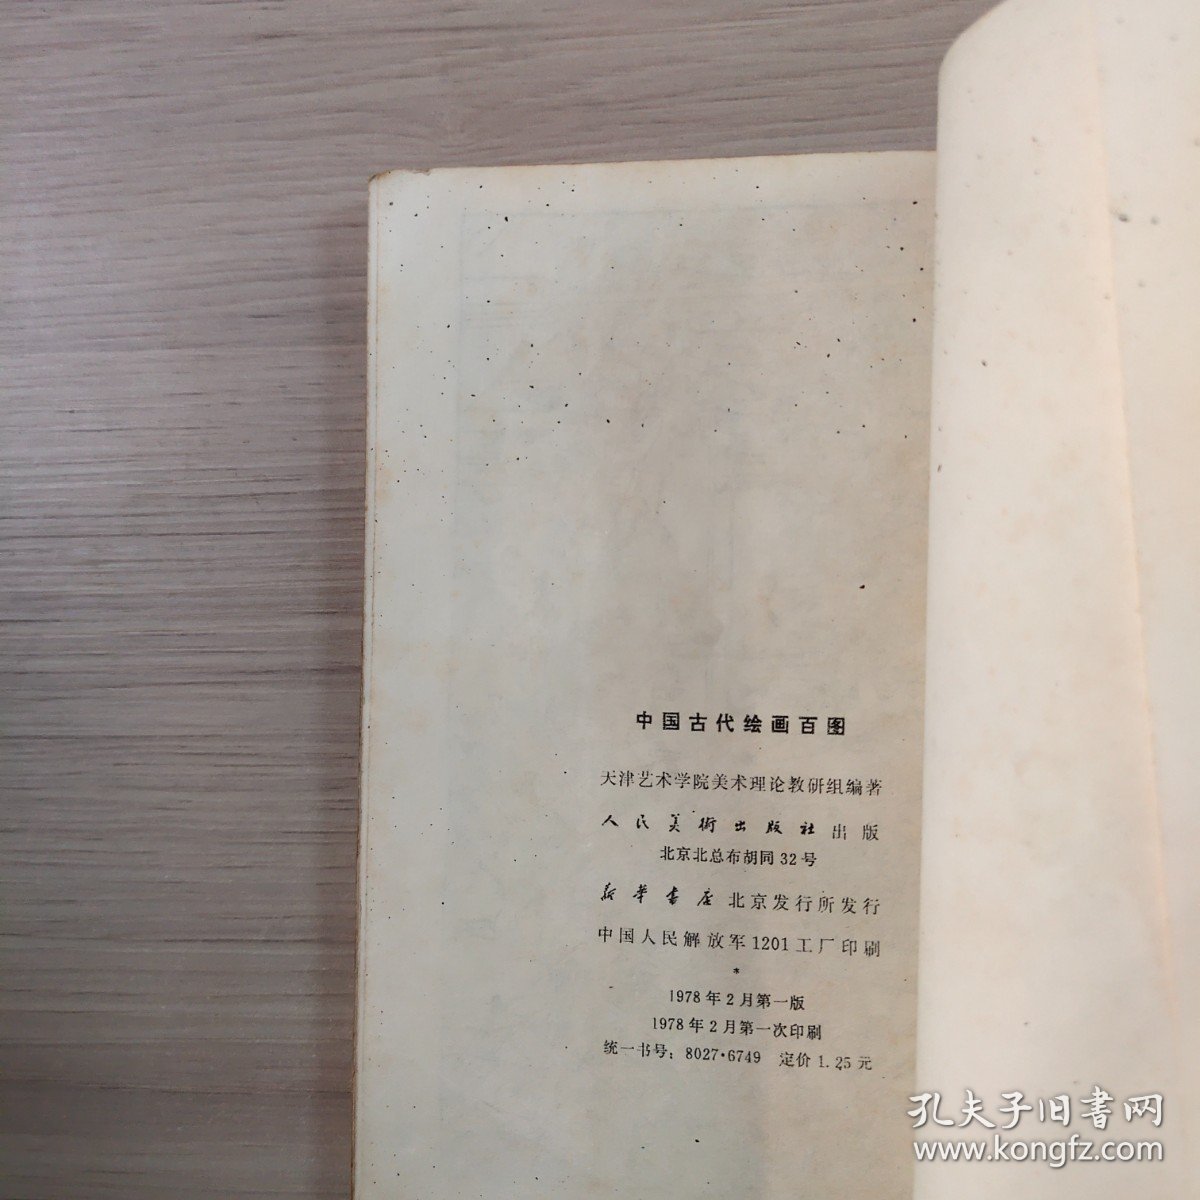 中国古代绘画百图
天津艺术学院美术理论教研组编著
人民美術出版社出版
北京北总布胡同32号
新华书店北京发行所发行
中国人民解放军1201工厂印刷
*
1978年2月第一版
1978年2月第一次印刷
统一书号：8027·6749 定价1.25元
孔夫子旧書网
www.kongfz.com